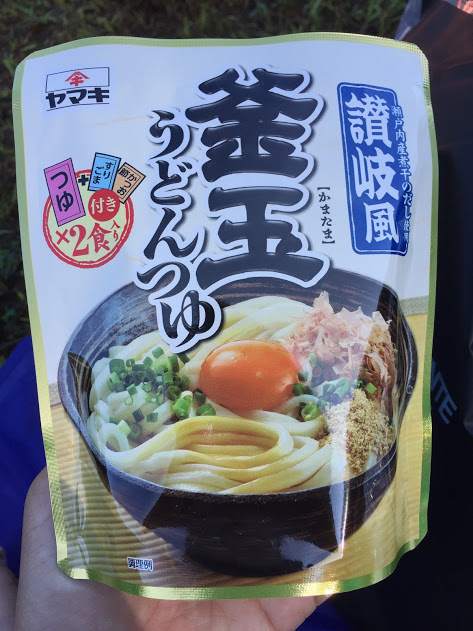 ヤマキ
釜玉
【かまたま】
うどんつゆ
讃岐風
瀬戸内産煮干のだし使用
つゆ
+
すりごま
かつお節
付き
×2食入り
調理例
NTE